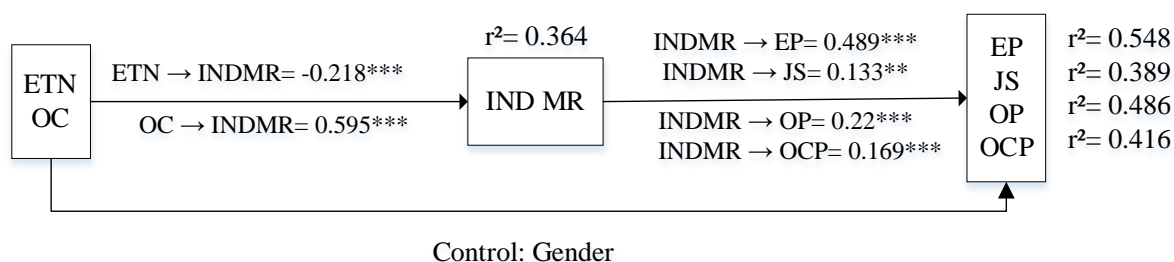 ETN
OC
ETN → INDMR= -0.218***
OC → INDMR= 0.595***
r²= 0.364
IND MR
INDMR → EP= 0.489***
INDMR → JS= 0.133**
INDMR → OP= 0.22***
INDMR → OCP= 0.169***
EP
JS
OP
OCP
r²= 0.548
r²= 0.389
r²= 0.486
r²= 0.416
Control: Gender